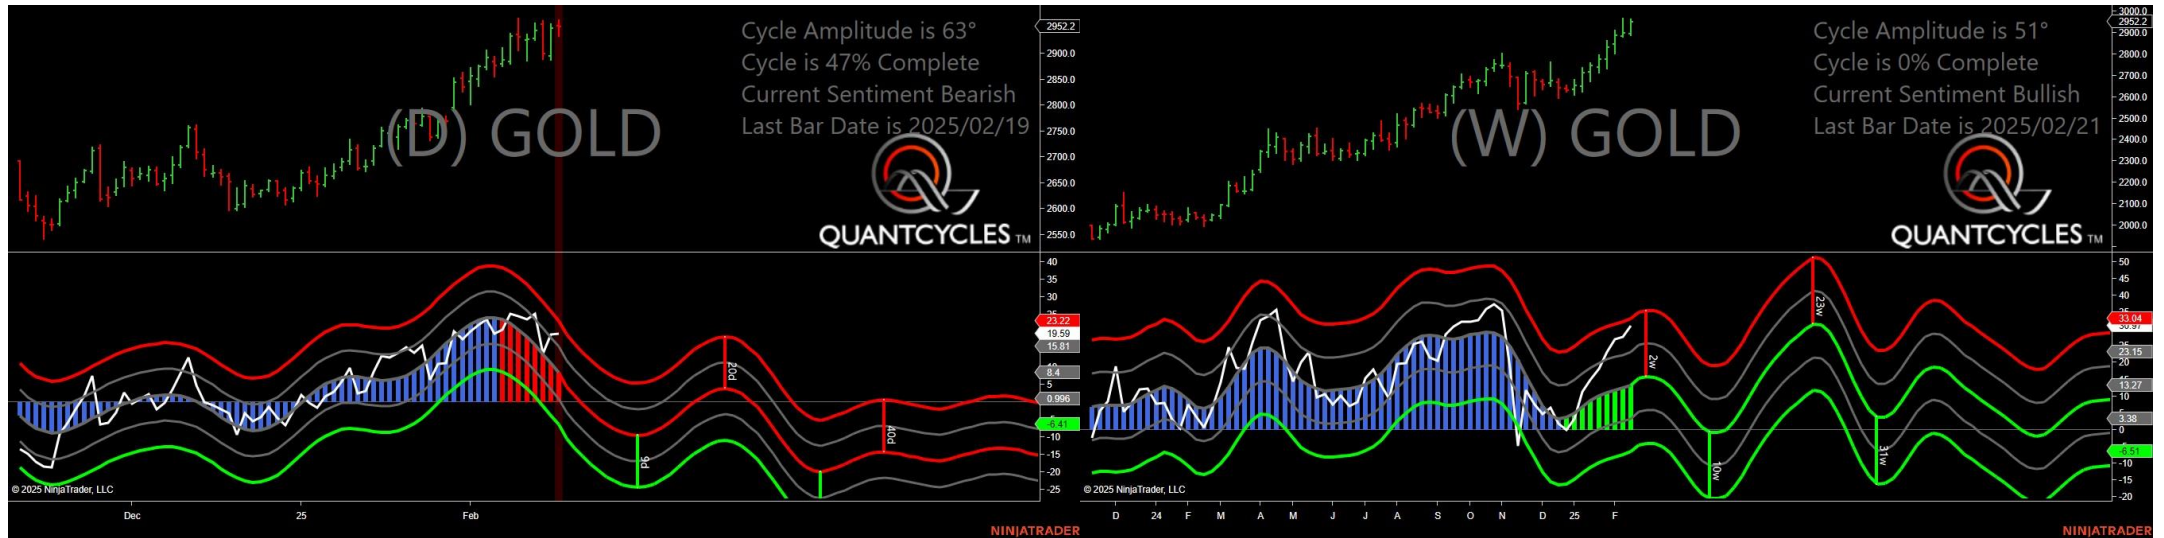 Cycle Amplitude is 63°
Cycle is 47% Complete
Current Sentiment Bearish
Last Bar Date is 2025/02/19
(D) GOLD
QUANTCYCLES TM
2952.2
2900.0
2850.0
2800.0
2750.0
2700.0
2650.0
2600.0
2550.0
40
35
30
23.22
19.59
15.81
8.4
5
0.996
-6.41
-10
-15
-20
-25
9d
20d
40d
© 2025 NinjaTrader, LLC
Dec
25
Feb
NINJATRADER
Cycle Amplitude is 51°
Cycle is 0% Complete
Current Sentiment Bullish
Last Bar Date is 2025/02/21
(W) GOLD
QUANTCYCLES TM
3000.0
2952.2
2900.0
2800.0
2700.0
2600.0
2500.0
2400.0
2300.0
2200.0
2100.0
2000.0
50
45
40
35
33.04
30.97
23.15
20
13.27
10
3.38
0
-6.51
-10
-15
-20
2w
10w
23w
31w
© 2025 NinjaTrader, LLC
D 24 F M A M J J A S O N D 25 F
NINJATRADER